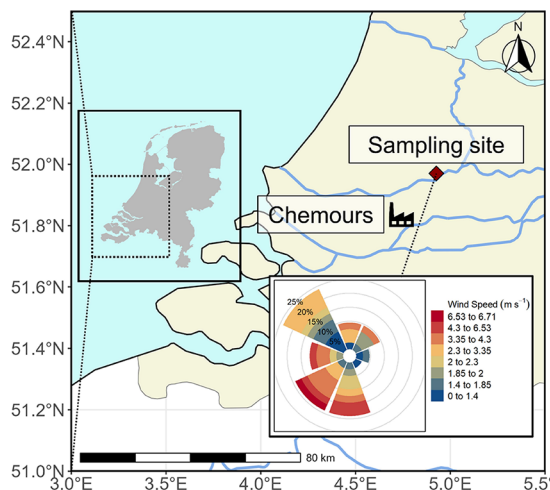 52.4°N
52.2°N
52.0°N
51.8°N
51.6°N
51.4°N
51.2°N
51.0°N
3.0°E
3.5°E
4.0°E
4.5°E
5.0°E
5.5°E
N
Sampling site
Chemours
25%
20%
15%
10%
5%
Wind Speed (m s⁻¹)
6.53 to 6.71
4.3 to 6.53
3.35 to 4.3
2.3 to 3.35
2 to 2.3
1.85 to 2
1.4 to 1.85
0 to 1.4
80 km